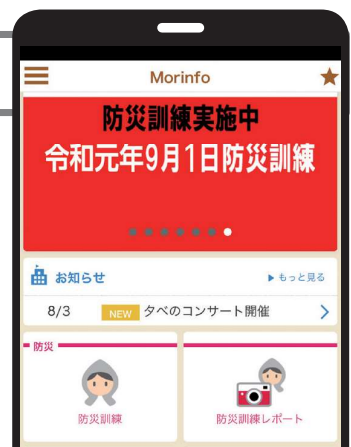 Morinfo
防災訓練実施中
令和元年9月1日防災訓練
お知らせ
もっと見る
8/3 NEW 夕べのコンサート開催
防災
防災訓練
防災訓練レポート